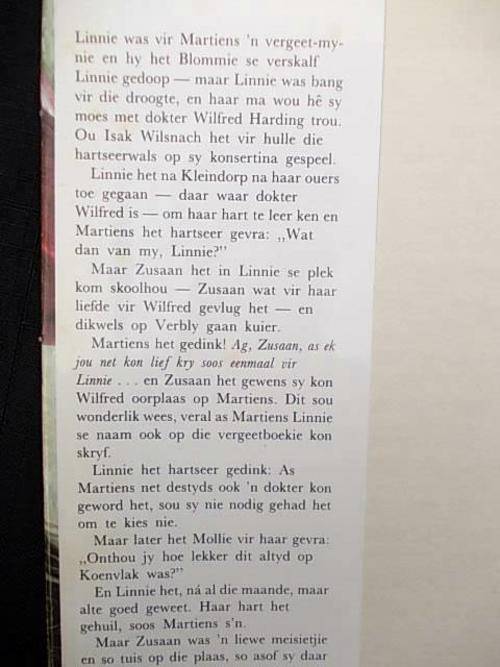 Linnie was vir Martiens 'n vergeet-my-
nie en hy het Blommie se verskalf
Linnie gedoop — maar Linnie was bang
vir die droogte, en haar ma wou hê sy
moes met dokter Wilfred Harding trou.
Ou Isak Wilsnach het vir hulle die
hartseerwals op sy konsertina gespeel.
Linnie het na Kleindorp na haar ouers
toe gegaan — daar waar dokter
Wilfred is — om haar hart te leer ken en
Martiens het hartseer gevra: ,,Wat
dan van my, Linnie?''
Maar Zusaan het in Linnie se plek
kom skoolhou — Zusaan wat vir haar
liefde vir Wilfred gevlug het — en
dikwels op Verbly gaan kuier.
Martiens het gedink! Ag, Zusaan, as ek
jou net kon lief kry soos eenmaal vir
Linnie . . . en Zusaan het gewens sy kon
Wilfred oorplaas op Martiens. Dit sou
wonderlik wees, veral as Martiens Linnie
se naam ook op die vergeetboekie kon
skryf.
Linnie het hartseer gedink: As
Martiens net destyds ook 'n dokter kon
geword het, sou sy nie nodig gehad het
om te kies nie.
Maar later het Mollie vir haar gevra:
,,Onthou jy hoe lekker dit altyd op
Koenvlak was?''
En Linnie het, ná al die maande, maar
alte goed geweet. Haar hart het
gehuil, soos Martiens s'n.
Maar Zusaan was 'n liewe meisietjie
en so tuis op die plaas, so asof sy daar